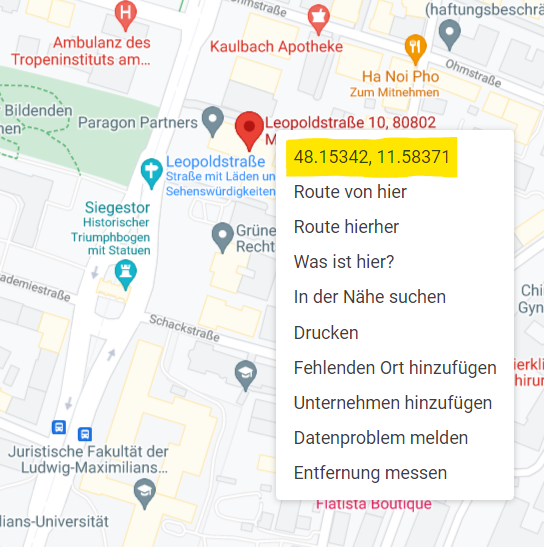 Ohmstraße
(haftungsbeschrä
Ambulanz des
Tropeninstituts am...
Kaulbach Apotheke
Ha Noi Pho
Zum Mitnehmen
Ohmstraße
Bildenden
Paragon Partners
Leopoldstraße 10, 80802
Leopoldstraße
Straße mit Läden un
Sehenswürdigkeiten
48.15342, 11.58371
Route von hier
Route hierher
Was ist hier?
In der Nähe suchen
Drucken
Fehlenden Ort hinzufügen
Unternehmen hinzufügen
Datenproblem melden
Entfernung messen
Siegestor
Historischer
Triumphbogen
mit Statuen
Grüne
Recht
ademiestraße
Schackstraße
Chi
Gyn
ierkli
hirur
Juristische Fakultät der
Ludwig-Maximilians...
lians-Universität
Flatista Boutique